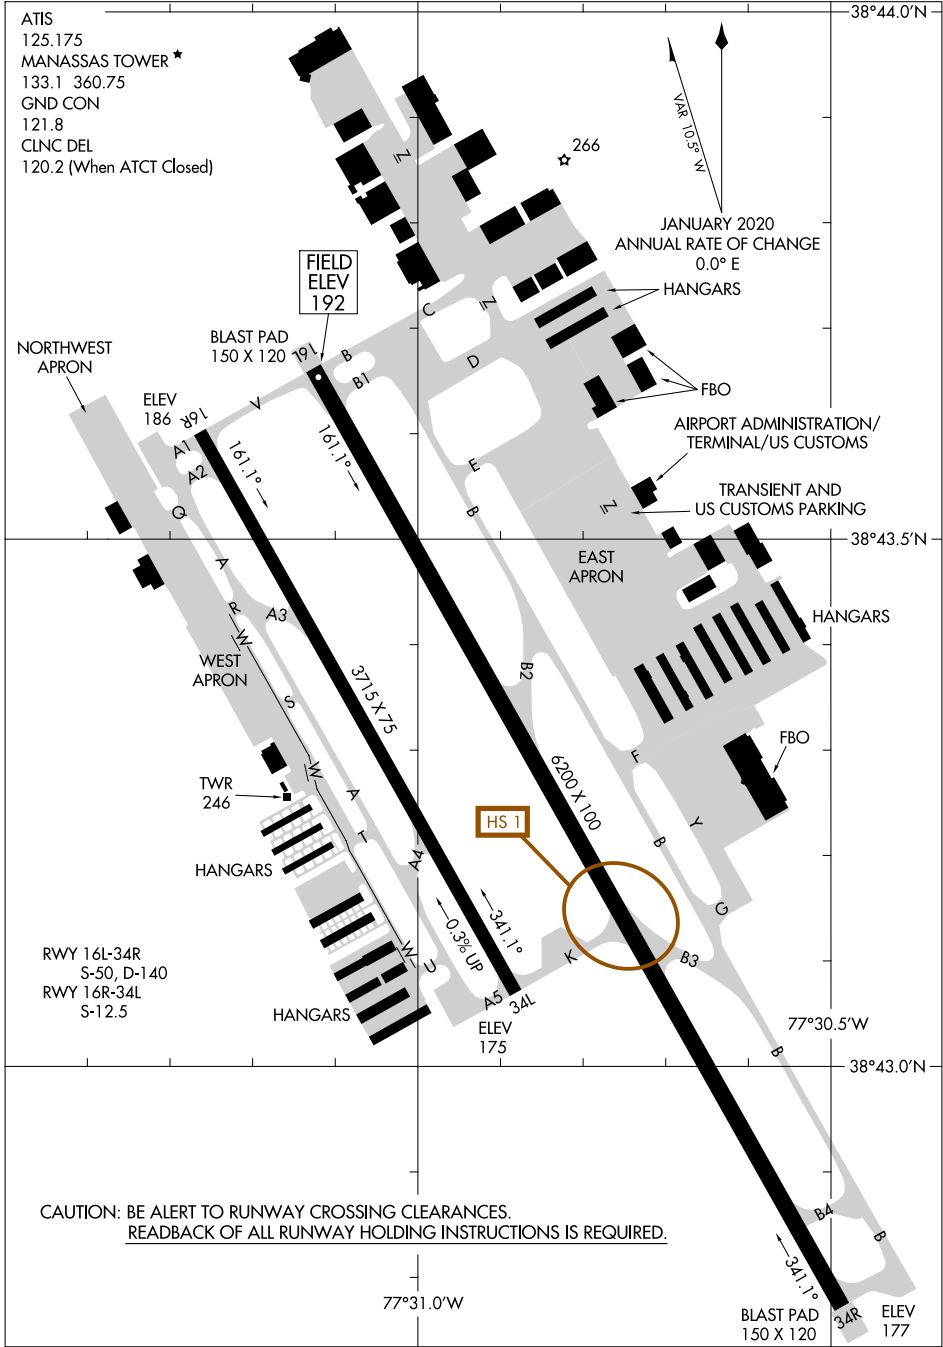 ATIS
125.175
MANASSAS TOWER
133.1 360.75
GND CON
121.8
CLNC DEL
120.2 (When ATCT Closed)
38°44.0'N
VAR 10.5° W
266
JANUARY 2020
ANNUAL RATE OF CHANGE
0.0° E
HANGARS
FIELD
ELEV
192
BLAST PAD
150 X 120
NORTHWEST
APRON
ELEV
186
16R
16L
V
B
B1
C
D
Z
Z
FBO
AIRPORT ADMINISTRATION/
TERMINAL/US CUSTOMS
TRANSIENT AND
US CUSTOMS PARKING
Z
A1
A2
161.1°
161.1°
E
B
Q
A
38°43.5'N
EAST
APRON
R
A3
W
WEST
APRON
HANGARS
S
3715 X 75
B2
6200 X 100
F
FBO
W
TWR
246
A
T
A4
HS 1
B
Y
HANGARS
G
341.1°
0.3% UP
K
B3
W
U
RWY 16L-34R
S-50, D-140
RWY 16R-34L
S-12.5
HANGARS
A5
34L
ELEV
175
77°30.5'W
B
38°43.0'N
CAUTION: BE ALERT TO RUNWAY CROSSING CLEARANCES.
READBACK OF ALL RUNWAY HOLDING INSTRUCTIONS IS REQUIRED.
B4
B
341.1°
77°31.0'W
BLAST PAD
150 X 120
34R
ELEV
177